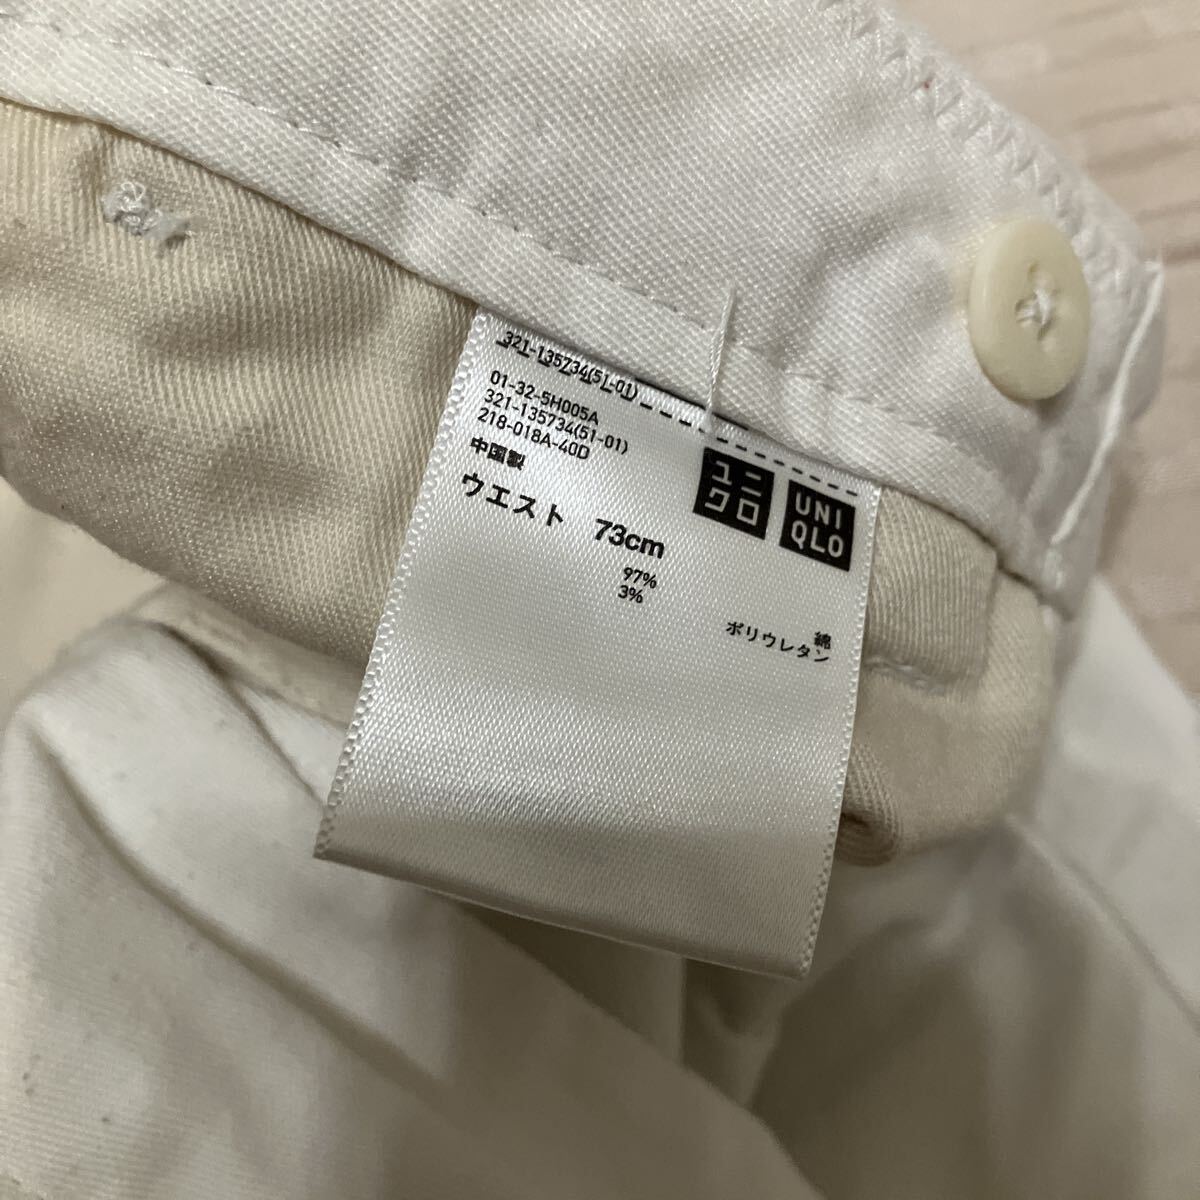 321-135734(51-01)
01-32-5H005A
321-135734(51-01)
218-018A-40D
中国製
ユニ
クロ
UNI
QLO
ウエスト 73cm
97%
3%
綿
ポリウレタン